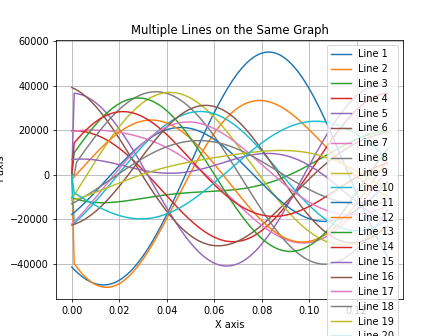 Multiple Lines on the Same Graph
60000
40000
20000
0
−20000
−40000
axis
0.00
0.02
0.04
0.06
0.08
0.10
X axis
Line 1
Line 2
Line 3
Line 4
Line 5
Line 6
Line 7
Line 8
Line 9
Line 10
Line 11
Line 12
Line 13
Line 14
Line 15
Line 16
Line 17
Line 18
Line 19
Line 20